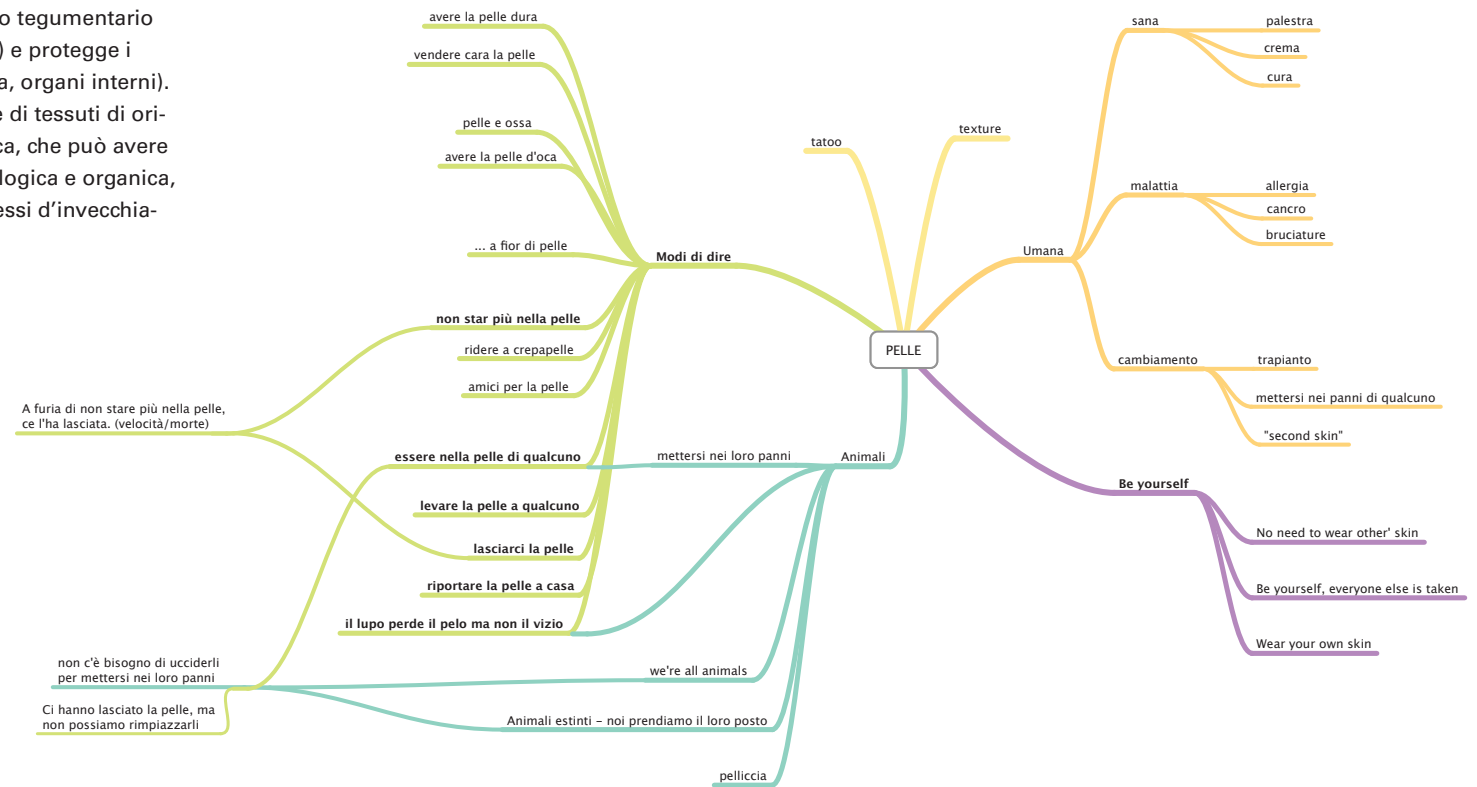 o tegumentario
) e protegge i
a, organi interni).
e di tessuti di ori-
ca, che può avere
logica e organica,
essi d'invecchia-
PELLE
Modi di dire
avere la pelle dura
vendere cara la pelle
pelle e ossa
avere la pelle d'oca
... a fior di pelle
non star più nella pelle
ridere a crepapelle
amici per la pelle
essere nella pelle di qualcuno
levare la pelle a qualcuno
lasciarci la pelle
riportare la pelle a casa
il lupo perde il pelo ma non il vizio
A furia di non stare più nella pelle,
ce l'ha lasciata. (velocità/morte)
non c'è bisogno di ucciderli
per mettersi nei loro panni
Ci hanno lasciato la pelle, ma
non possiamo rimpiazzarli
tatoo
texture
Umana
sana
palestra
crema
cura
malattia
allergia
cancro
bruciature
cambiamento
trapianto
mettersi nei panni di qualcuno
"second skin"
Animali
mettersi nei loro panni
we're all animals
Animali estinti - noi prendiamo il loro posto
pelliccia
Be yourself
No need to wear other' skin
Be yourself, everyone else is taken
Wear your own skin